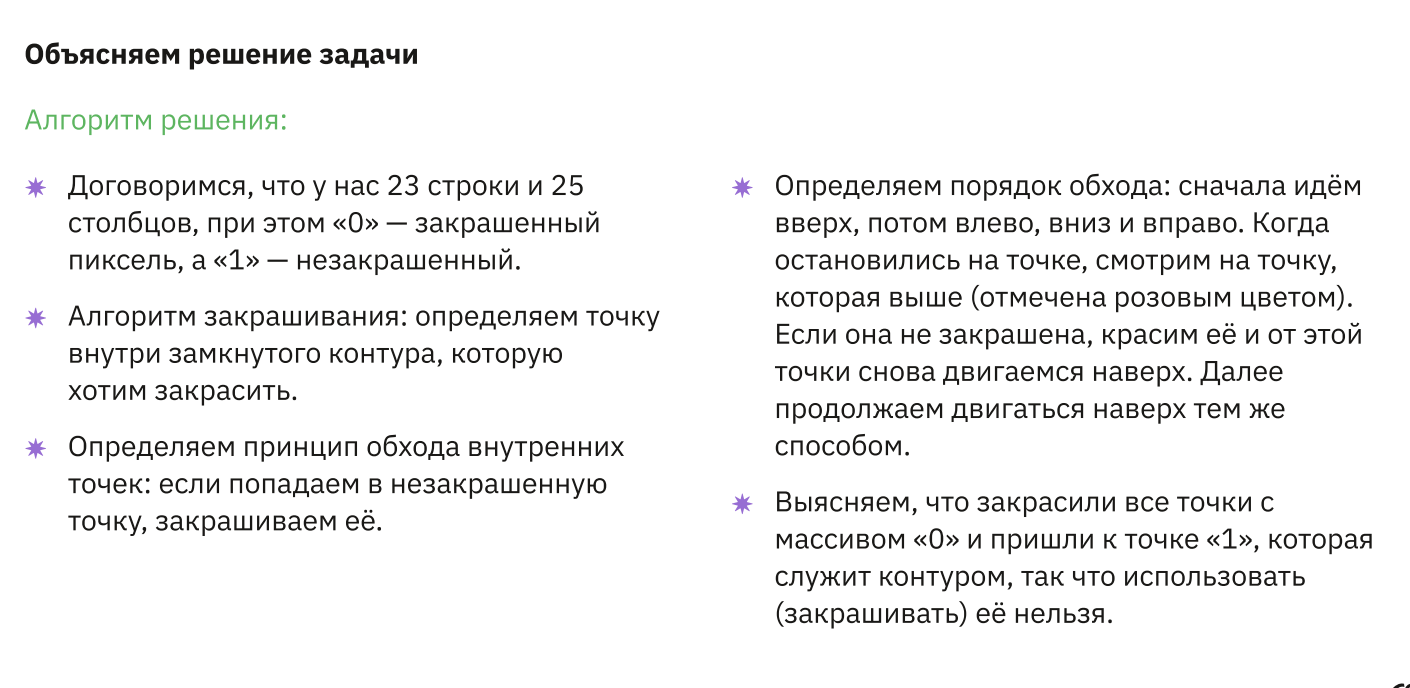 Объясняем решение задачи
Алгоритм решения:
Договоримся, что у нас 23 строки и 25
столбцов, при этом «0» — закрашенный
пиксель, а «1» — незакрашенный.
Алгоритм закрашивания: определяем точку
внутри замкнутого контура, которую
хотим закрасить.
Определяем принцип обхода внутренних
точек: если попадаем в незакрашенную
точку, закрашиваем её.
Определяем порядок обхода: сначала идём
вверх, потом влево, вниз и вправо. Когда
остановились на точке, смотрим на точку,
которая выше (отмечена розовым цветом).
Если она не закрашена, красим её и от этой
точки снова двигаемся наверх. Далее
продолжаем двигаться наверх тем же
способом.
Выясняем, что закрасили все точки с
массивом «0» и пришли к точке «1», которая
служит контуром, так что использовать
(закрашивать) её нельзя.